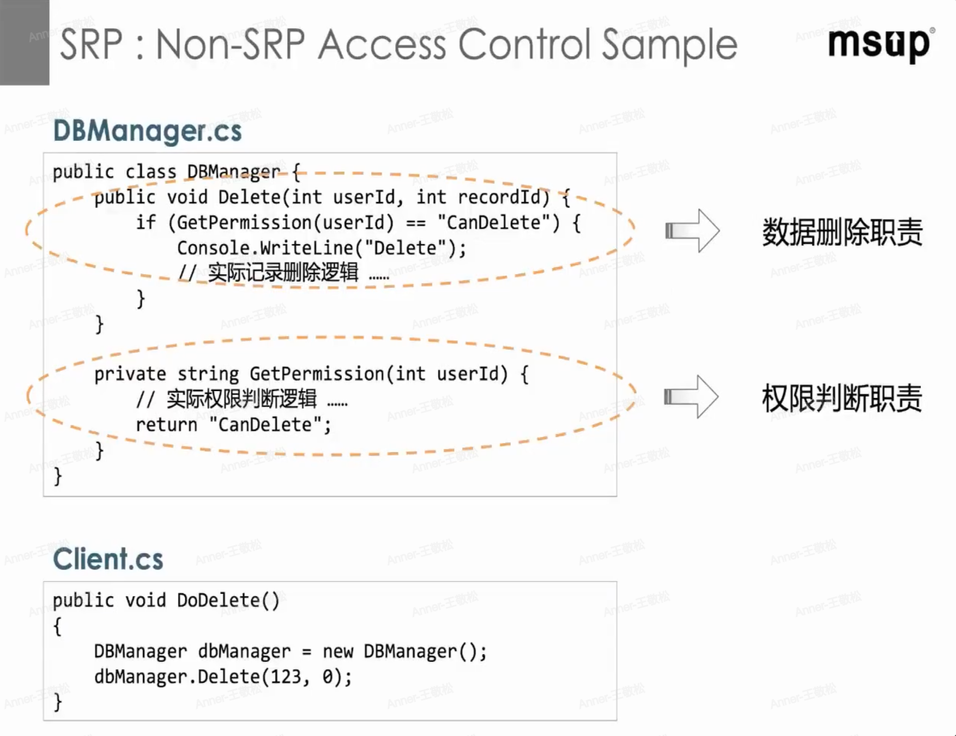 SRP : Non-SRP Access Control Sample
msup®
DBManager.cs
public class DBManager {
public void Delete(int userId, int recordId) {
if (GetPermission(userId) == "CanDelete") {
Console.WriteLine("Delete");
// 实际记录删除逻辑 ……
}
}
数据删除职责
private string GetPermission(int userId) {
// 实际权限判断逻辑 ……
return "CanDelete";
}
}
权限判断职责
Client.cs
public void DoDelete()
{
DBManager dbManager = new DBManager();
dbManager.Delete(123, 0);
}
Anner-王敬松